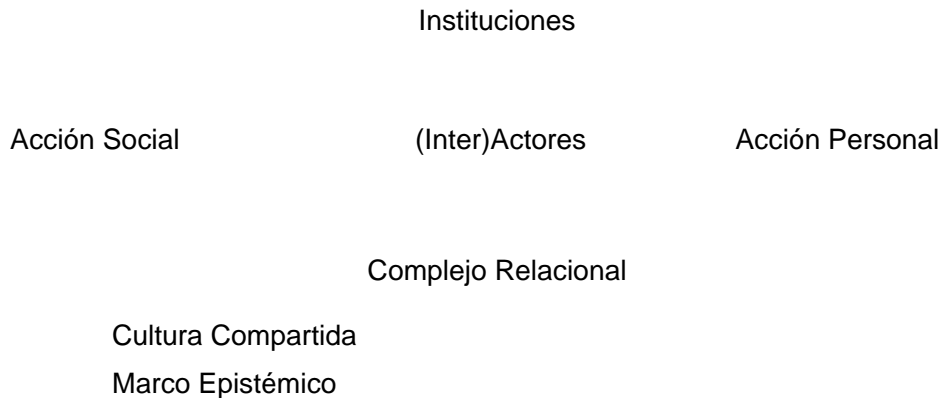 Instituciones
Acción Social (Inter)Actores Acción Personal
Complejo Relacional
Cultura Compartida
Marco Epistémico